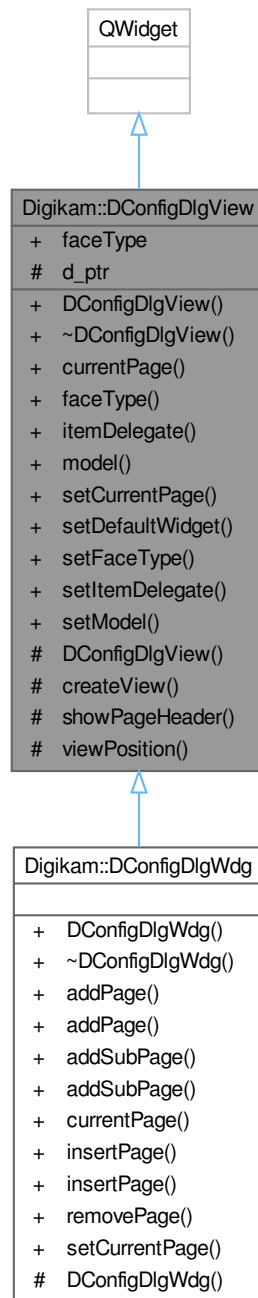 QWidget
Digikam::DConfigDlgView
+ faceType
# d_ptr
+ DConfigDlgView()
+ ~DConfigDlgView()
+ currentPage()
+ faceType()
+ itemDelegate()
+ model()
+ setCurrentPage()
+ setDefaultWidget()
+ setFaceType()
+ setItemDelegate()
+ setModel()
# DConfigDlgView()
# createView()
# showPageHeader()
# viewPosition()
Digikam::DConfigDlgWdg
+ DConfigDlgWdg()
+ ~DConfigDlgWdg()
+ addPage()
+ addPage()
+ addSubPage()
+ addSubPage()
+ currentPage()
+ insertPage()
+ insertPage()
+ removePage()
+ setCurrentPage()
# DConfigDlgWdg()